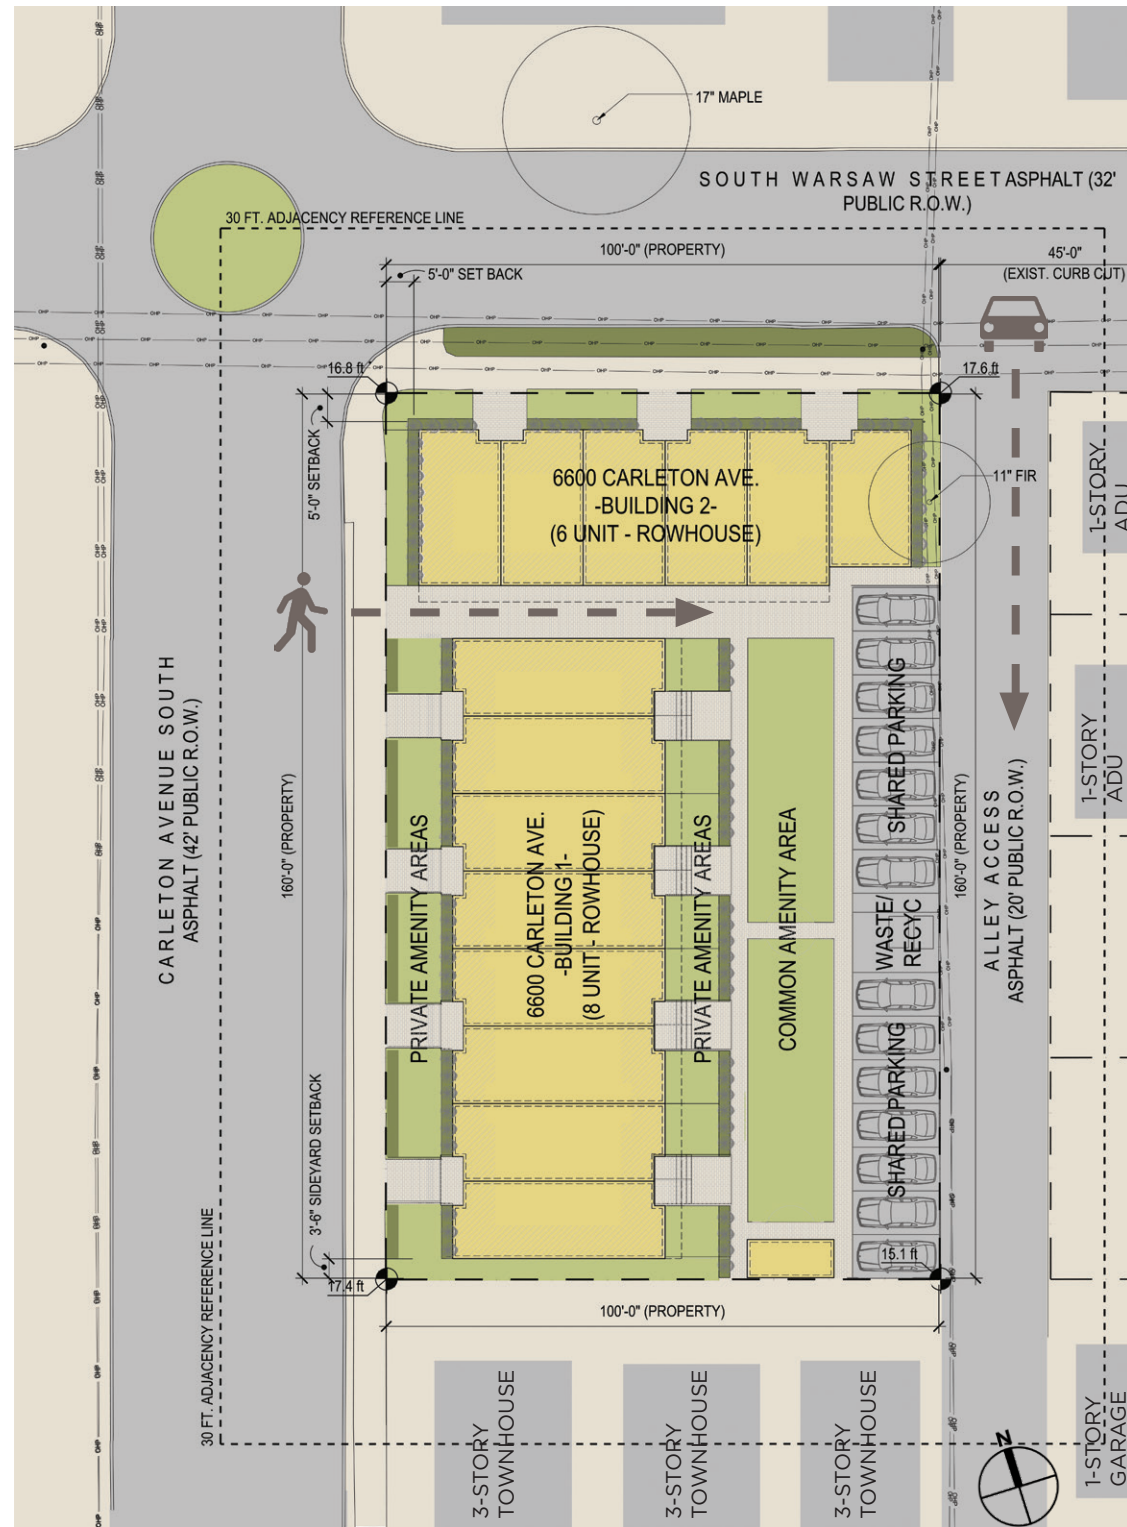 17" MAPLE
SOUTH WARSAW STREET ASPHALT (32'
PUBLIC R.O.W.)
30 FT. ADJACENCY REFERENCE LINE
100'-0" (PROPERTY)
45'-0"
(EXIST. CURB CUT)
5'-0" SET BACK
16.8 ft
17.6 ft
5'-0" SETBACK
6600 CARLETON AVE.
-BUILDING 2-
(6 UNIT - ROWHOUSE)
11" FIR
1-STORY
ADU
CARLETON AVENUE SOUTH
ASPHALT (42' PUBLIC R.O.W.)
160'-0" (PROPERTY)
PRIVATE AMENITY AREAS
6600 CARLETON AVE.
-BUILDING 1-
(8 UNIT - ROWHOUSE)
PRIVATE AMENITY AREAS
COMMON AMENITY AREA
SHARED PARKING
WASTE/
RECYC
SHARED PARKING
160'-0" (PROPERTY)
ALLEY ACCESS
ASPHALT (20' PUBLIC R.O.W.)
1-STORY
ADU
3'-6" SIDEYARD SETBACK
30 FT. ADJACENCY REFERENCE LINE
17.4 ft
15.1 ft
100'-0" (PROPERTY)
3-STORY
TOWNHOUSE
3-STORY
TOWNHOUSE
3-STORY
TOWNHOUSE
1-STORY
GARAGE
N